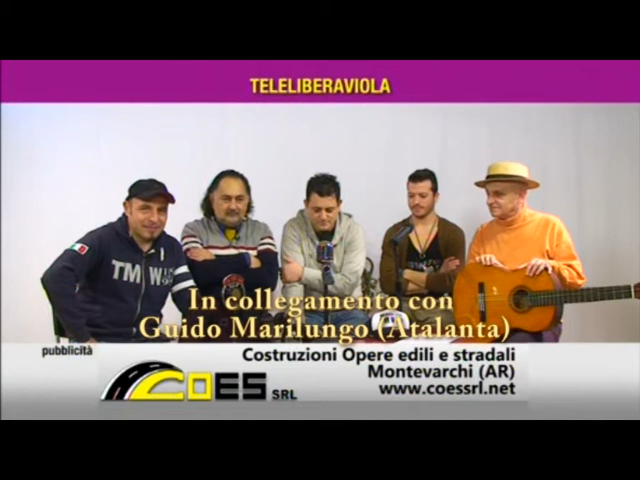 TELELIBERAVIOLA
TM W
In collegamento con
Guido Marilungo (Atalanta)
pubblicità
Costruzioni Opere edili e stradali
Montevarchi (AR)
www.coessrl.net
COES SRL